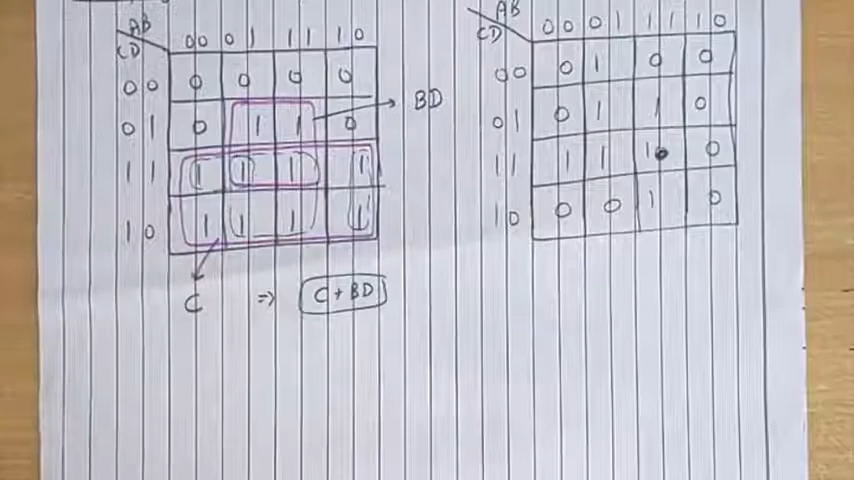 AB
CD
00 01 11 10
00 0 0 0 0
01 0 1 1 0
11 1 1 1 1
10 1 1 1 1
BD
C ⇒ C + BD
AB
CD
00 01 11 10
00 0 1 0 0
01 0 1 1 0
11 1 1 1 0
10 0 0 1 0